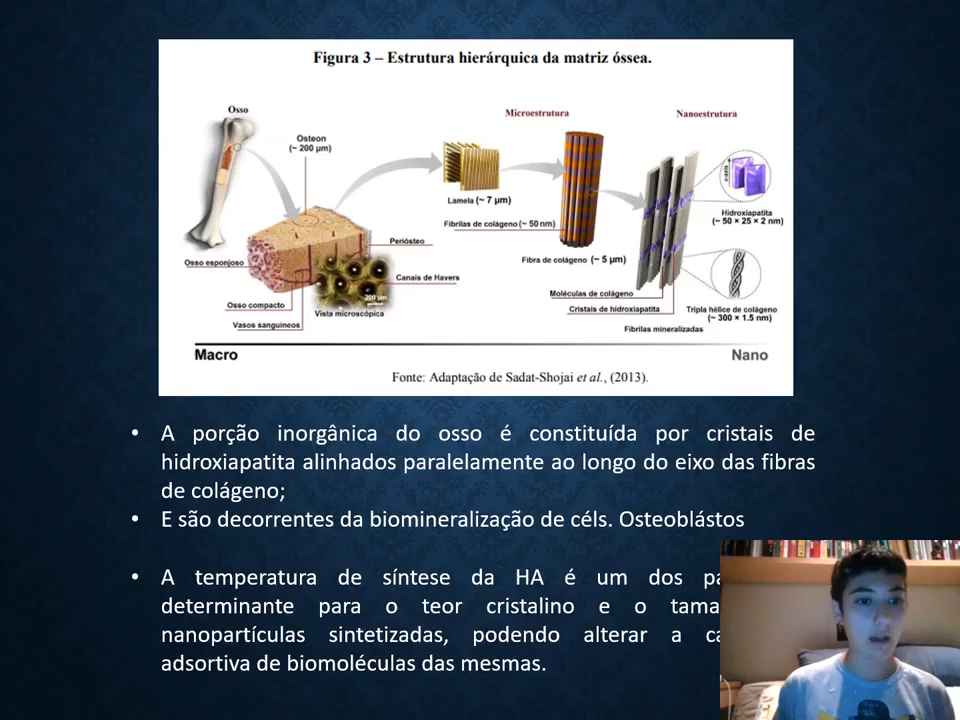 Figura 3 – Estrutura hierárquica da matriz óssea.
Osso
Microestrutura
Nanoestrutura
Osteon
(~ 200 µm)
c-axis
Lamela (~ 7 µm)
Fibrilas de colágeno (~ 50 nm)
Hidroxiapatita
(~ 50 × 25 × 2 nm)
Periósteo
Osso esponjoso
Fibra de colágeno (~ 5 µm)
Canais de Havers
200 µm
Moléculas de colágeno
Osso compacto
Cristais de hidroxiapatita
Tripla hélice de colágeno
(~ 300 × 1.5 nm)
Vista microscópica
Vasos sanguíneos
Fibrilas mineralizadas
Macro
Nano
Fonte: Adaptação de Sadat-Shojai et al., (2013).
• A porção inorgânica do osso é constituída por cristais de
hidroxiapatita alinhados paralelamente ao longo do eixo das fibras
de colágeno;
• E são decorrentes da biomineralização de céls. Osteoblástos
• A temperatura de síntese da HA é um dos
determinante para o teor cristalino e o
nanopartículas sintetizadas, podendo alterar a
adsortiva de biomoléculas das mesmas.